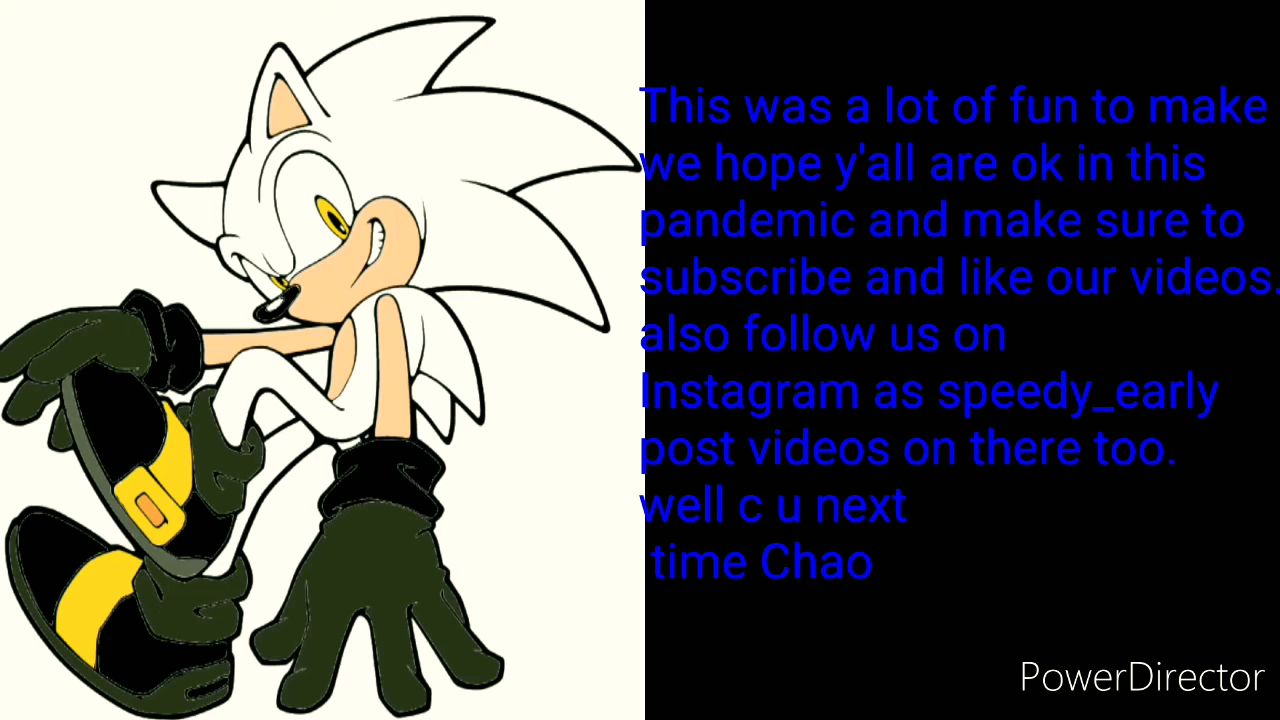 This was a lot of fun to make
we hope y'all are ok in this
pandemic and make sure to
subscribe and like our videos.
also follow us on
Instagram as speedy_early
post videos on there too.
well c u next
time Chao
PowerDirector